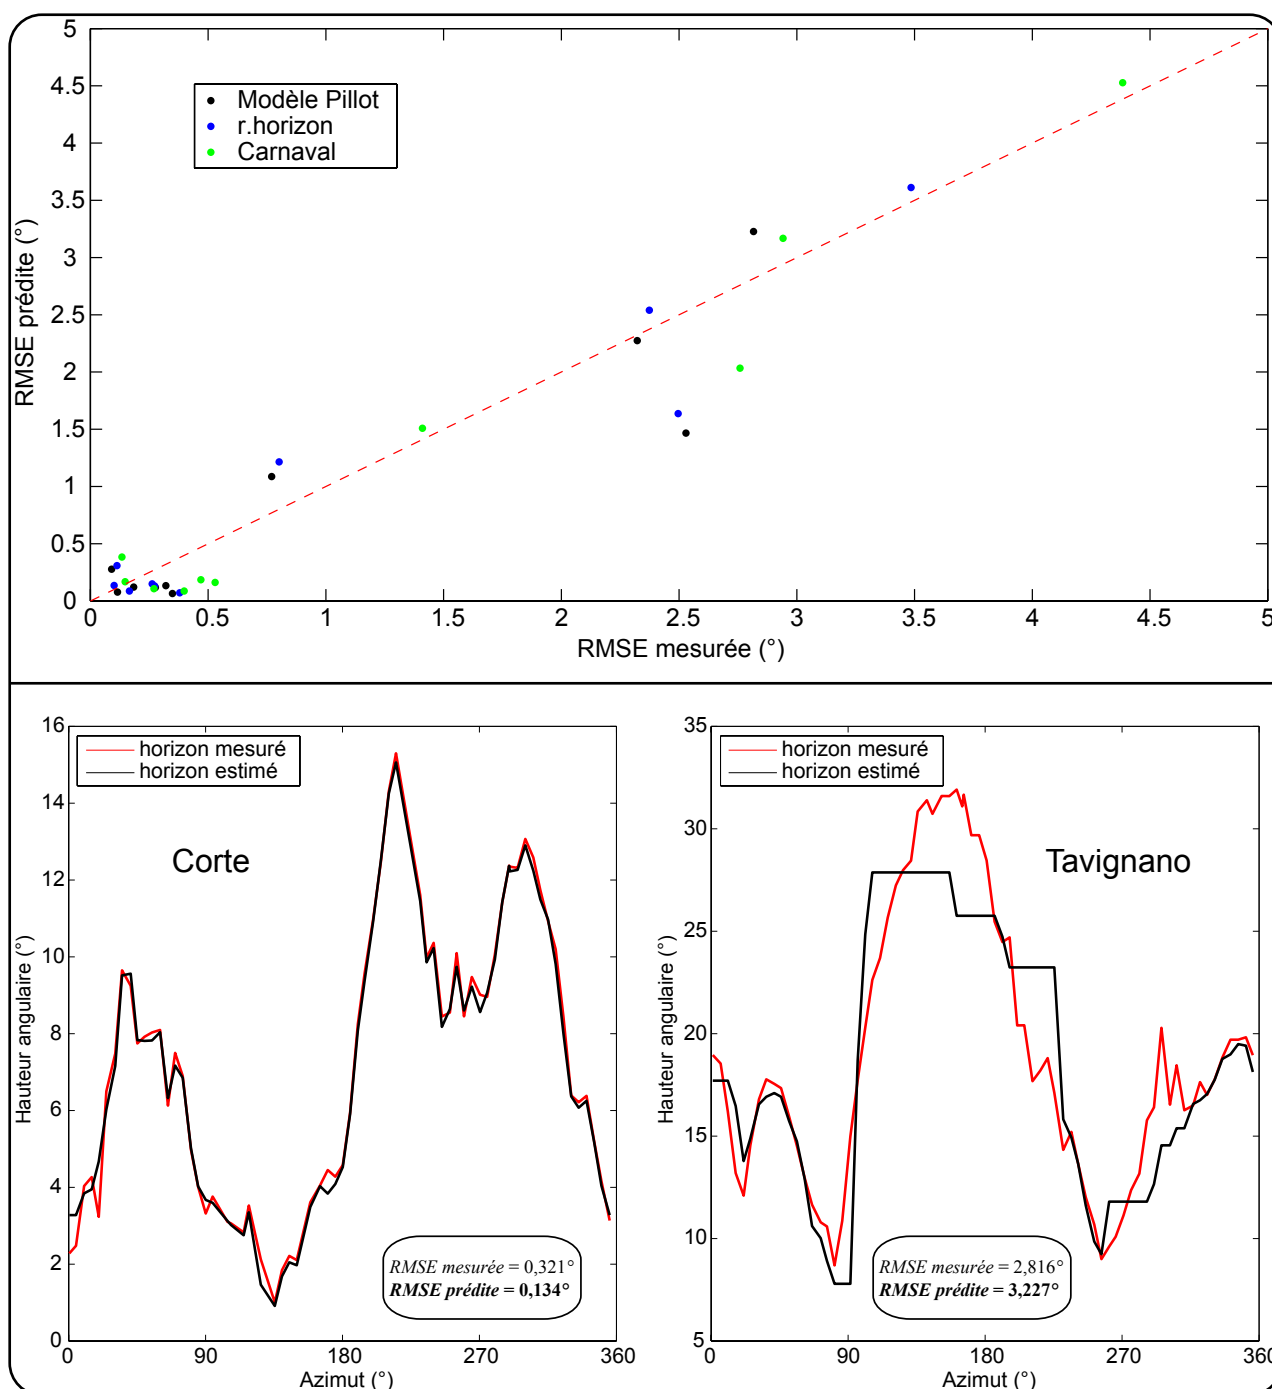 5
4.5
4
3.5
3
2.5
2
1.5
1
0.5
0
RMSE prédite (°)
Modèle Pillot
r.horizon
Carnaval
0 0.5 1 1.5 2 2.5 3 3.5 4 4.5 5
RMSE mesurée (°)
16
14
12
10
8
6
4
2
0
Hauteur angulaire (°)
horizon mesuré
horizon estimé
Corte
RMSE mesurée = 0,321°
RMSE prédite = 0,134°
0 90 180 270 360
Azimut (°)
35
30
25
20
15
10
5
Hauteur angulaire (°)
horizon mesuré
horizon estimé
Tavignano
RMSE mesurée = 2,816°
RMSE prédite = 3,227°
0 90 180 270 360
Azimut (°)